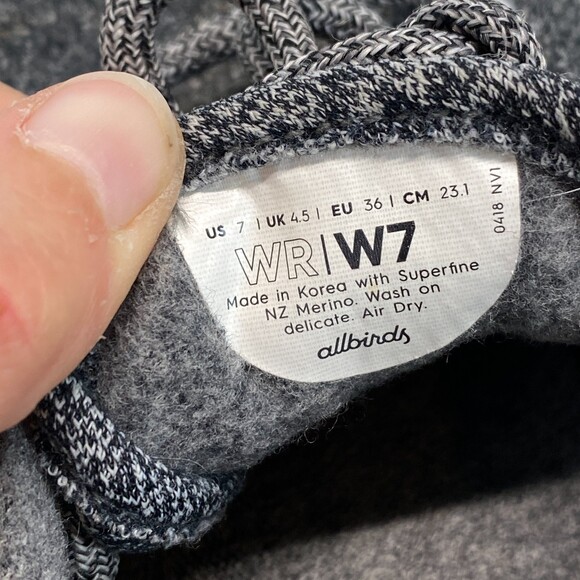 US 7 | UK 4.5 | EU 36 | CM 23.1
WR|W7
Made in Korea with Superfine
NZ Merino. Wash on
delicate. Air Dry.
allbirds
0418 NV1